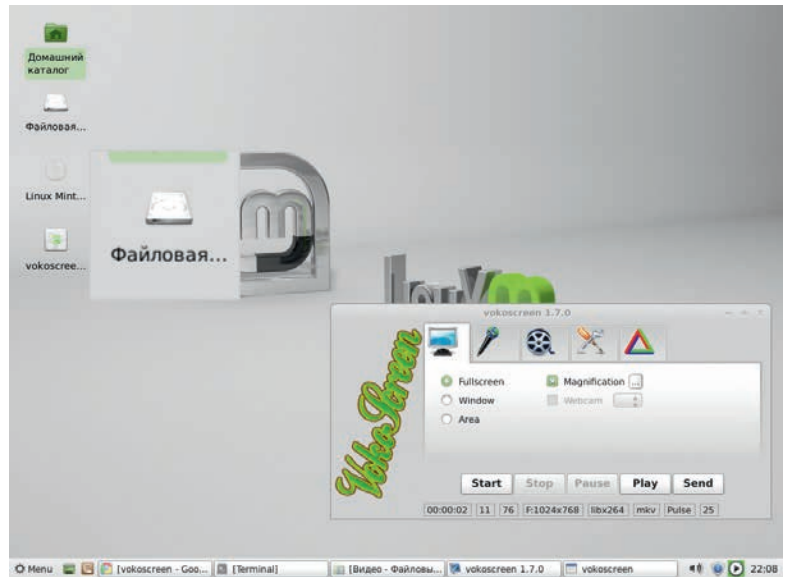 Домашний
каталог
Файловая...
Linux Mint...
vokoscree...
Файловая...
Linux
vokoscreen 1.7.0
VokoScreen
Fullscreen
Magnification ...
Window
Webcam
Area
Start Stop Pause Play Send
00:00:02 11 76 F:1024x768 libx264 mkv Pulse 25
Menu [vokoscreen - Goo... [Terminal] [Видео - Файловы... vokoscreen 1.7.0 vokoscreen 22:08